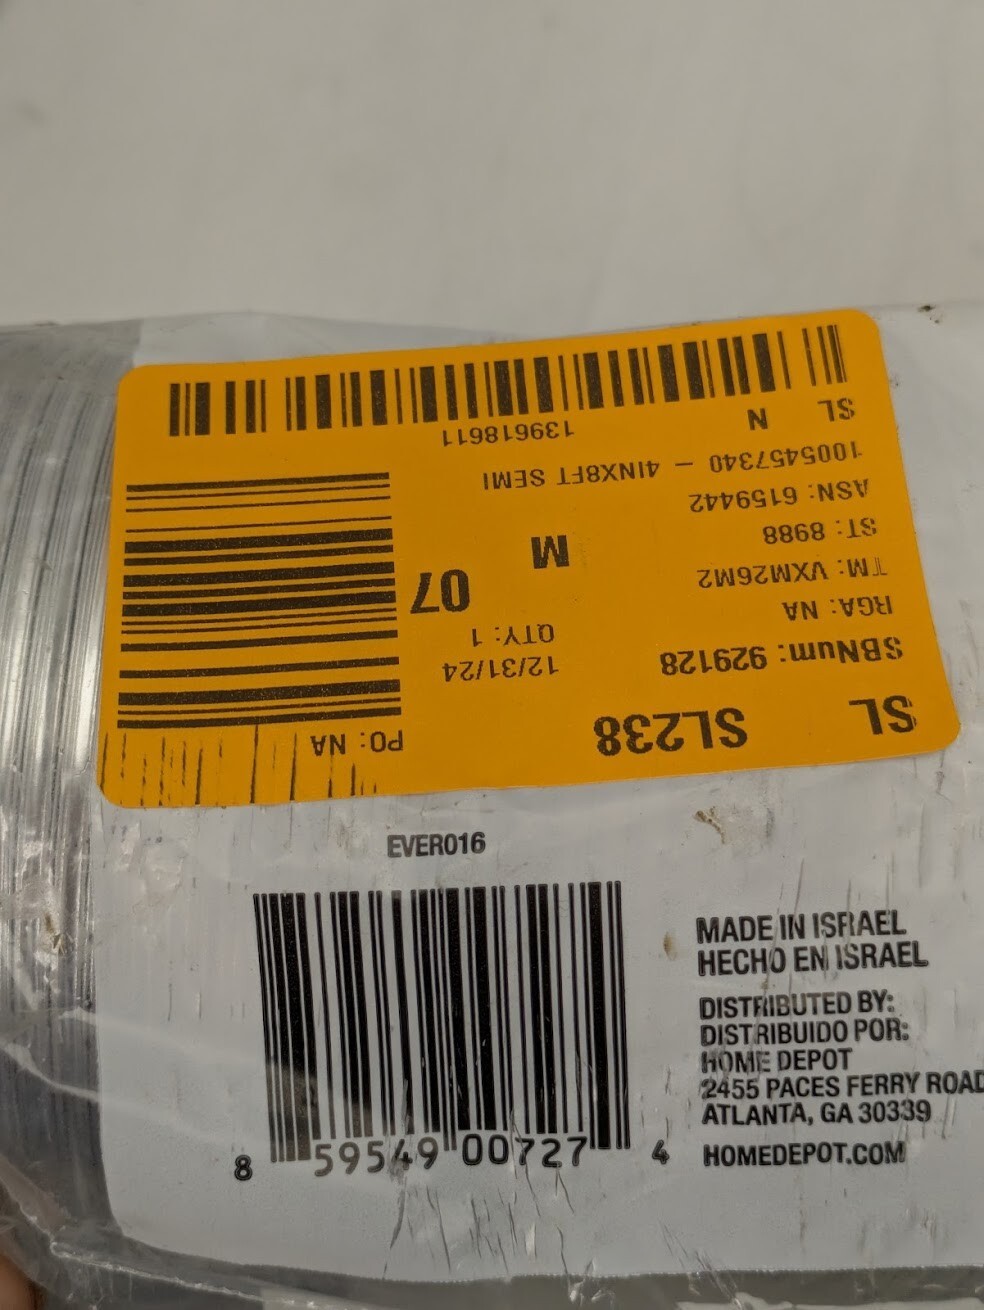 SL SL238
SBNum: 929128
RGA: NA
TM: VXM26M2
ST: 8988
ASN: 6159442
1005457340 - 4INX8FT SEMI
SL N
139618611
PO: NA
12/31/24
QTY: 1
07
M
EVER016
8 59549 00727 4
MADE IN ISRAEL
HECHO EN ISRAEL
DISTRIBUTED BY:
DISTRIBUIDO POR:
HOME DEPOT
2455 PACES FERRY ROAD
ATLANTA, GA 30339
HOMEDEPOT.COM